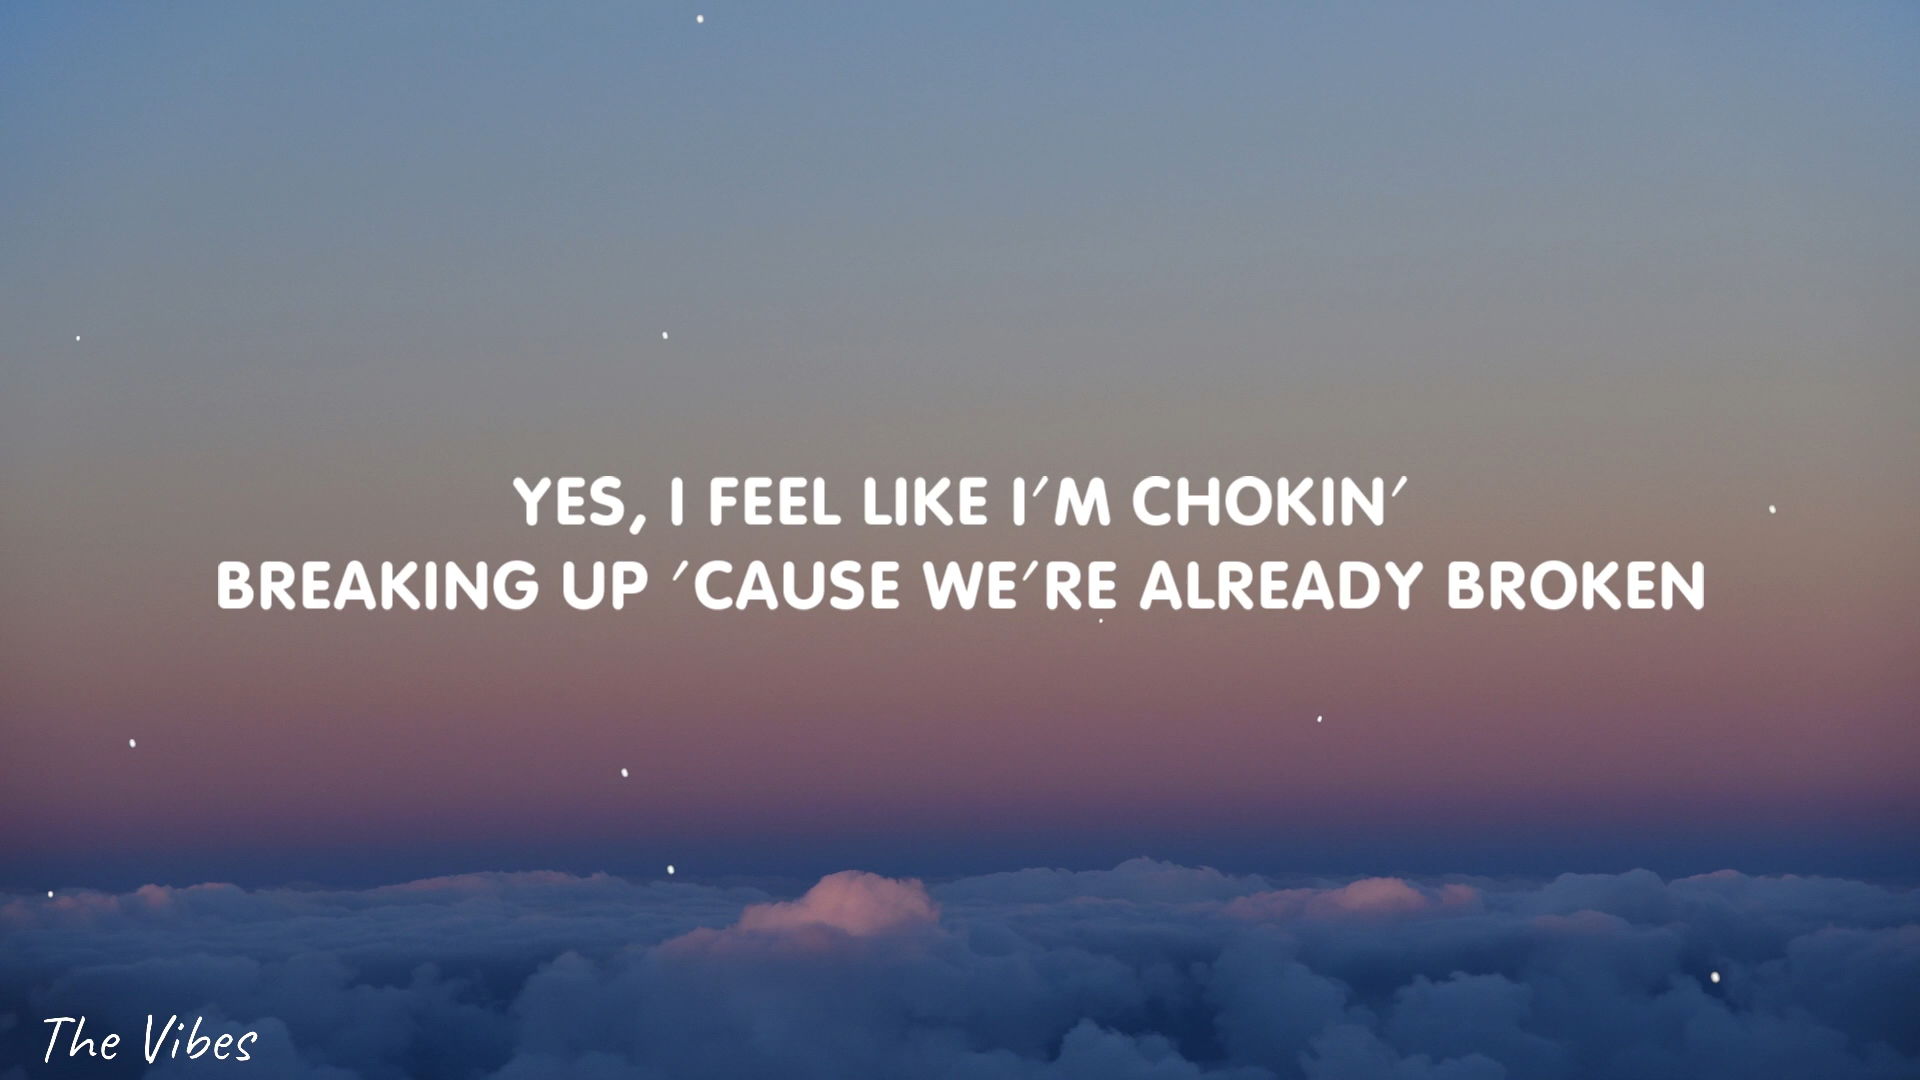 YES, I FEEL LIKE I'M CHOKIN'
BREAKING UP 'CAUSE WE'RE ALREADY BROKEN
The Vibes